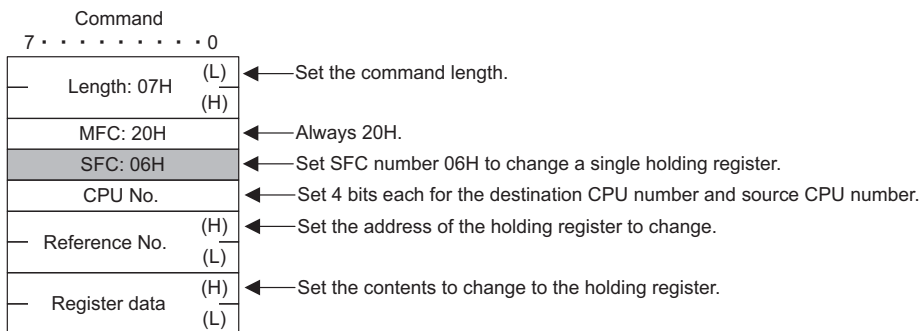 Command
7 · · · · · · · · · 0
Length: 07H (L) Set the command length.
(H)
MFC: 20H Always 20H.
SFC: 06H Set SFC number 06H to change a single holding register.
CPU No. Set 4 bits each for the destination CPU number and source CPU number.
Reference No. (H) Set the address of the holding register to change.
(L)
Register data (H) Set the contents to change to the holding register.
(L)